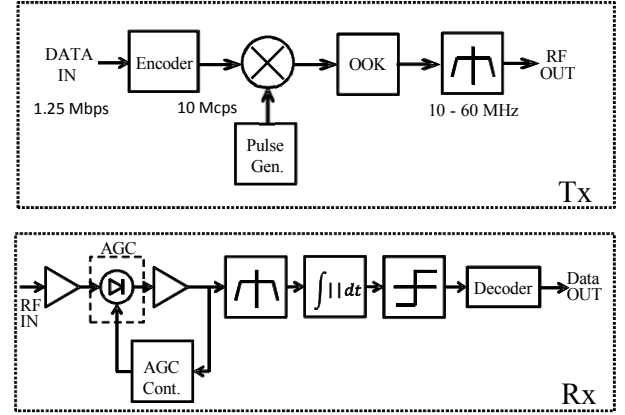 DATA
IN
1.25 Mbps
Encoder
10 Mcps
Pulse
Gen.
OOK
10 - 60 MHz
RF
OUT
Tx
AGC
RF
IN
AGC
Cont.
∫||dt
Decoder
Data
OUT
Rx